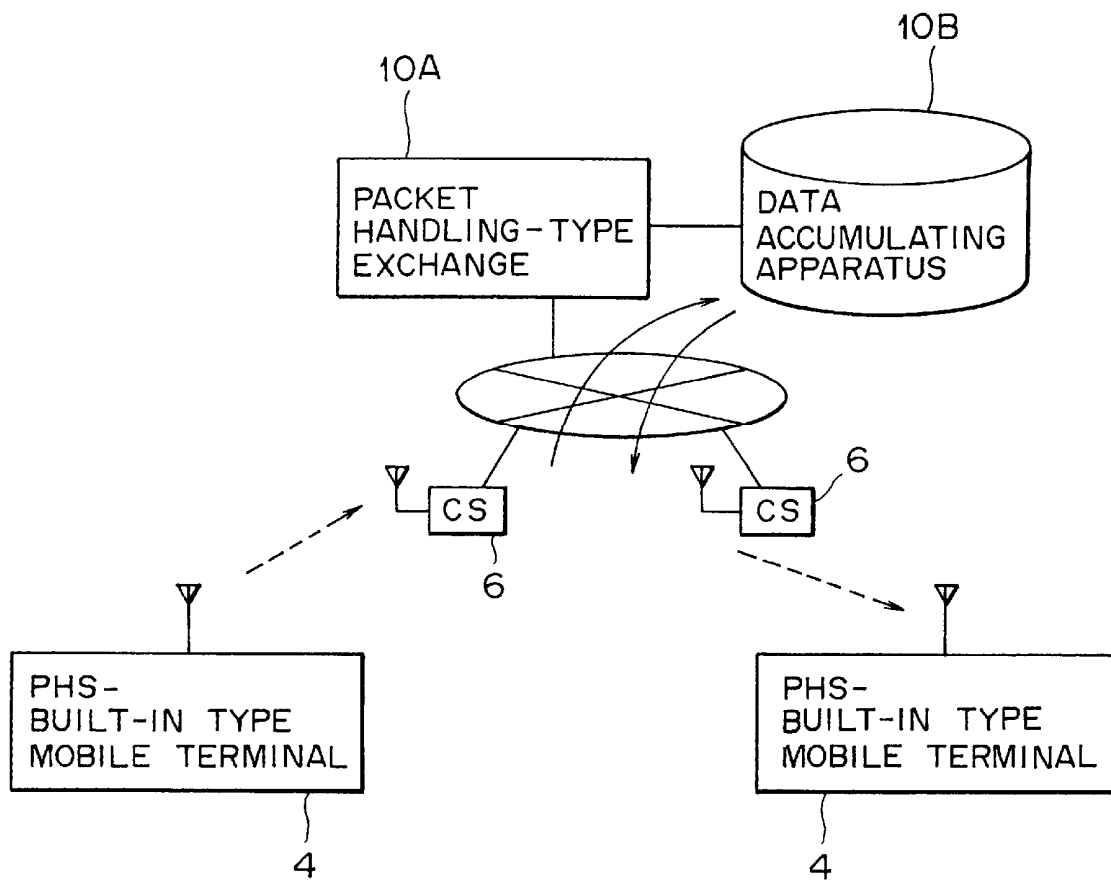 10B
10A
PACKET
HANDLING-TYPE
EXCHANGE
DATA
ACCUMULATING
APPARATUS
CS
6
CS
6
PHS-
BUILT-IN TYPE
MOBILE TERMINAL
4
PHS-
BUILT-IN TYPE
MOBILE TERMINAL
4